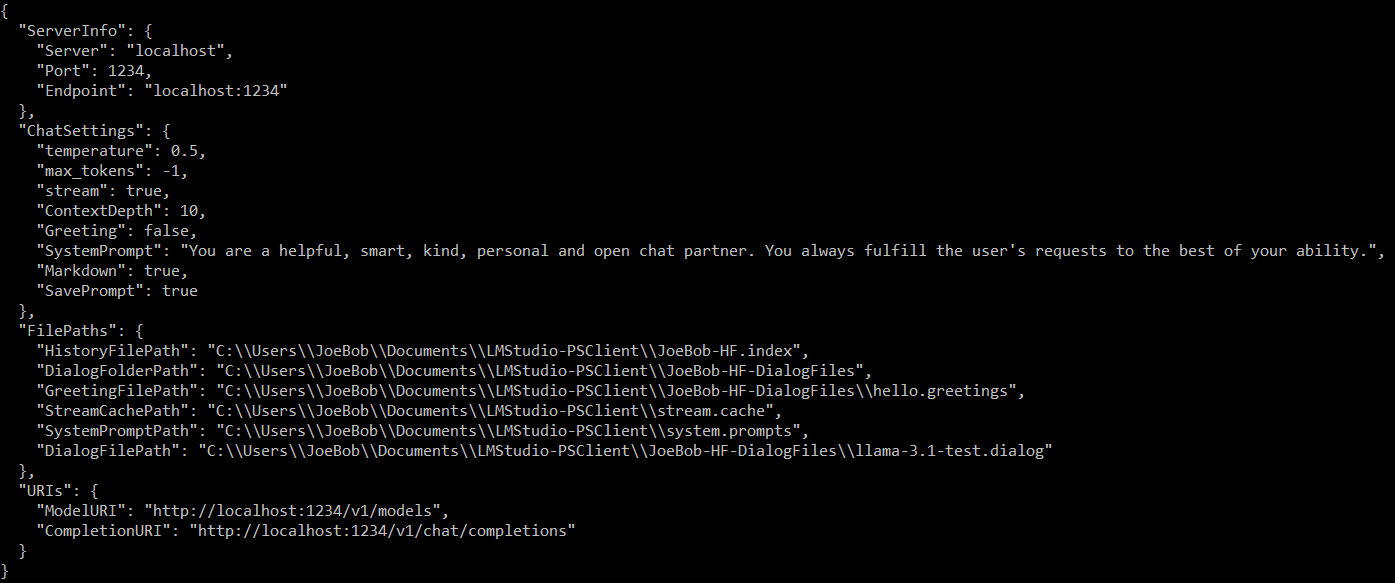 {
  "ServerInfo": {
    "Server": "localhost",
    "Port": 1234,
    "Endpoint": "localhost:1234"
  },
  "ChatSettings": {
    "temperature": 0.5,
    "max_tokens": -1,
    "stream": true,
    "ContextDepth": 10,
    "Greeting": false,
    "SystemPrompt": "You are a helpful, smart, kind, personal and open chat partner. You always fulfill the user's requests to the best of your ability.",
    "Markdown": true,
    "SavePrompt": true
  },
  "FilePaths": {
    "HistoryFilePath": "C:\\Users\\JoeBob\\Documents\\LMStudio-PSClient\\JoeBob-HF.index",
    "DialogFolderPath": "C:\\Users\\JoeBob\\Documents\\LMStudio-PSClient\\JoeBob-HF-DialogFiles",
    "GreetingFilePath": "C:\\Users\\JoeBob\\Documents\\LMStudio-PSClient\\JoeBob-HF-DialogFiles\\hello.greetings",
    "StreamCachePath": "C:\\Users\\JoeBob\\Documents\\LMStudio-PSClient\\stream.cache",
    "SystemPromptPath": "C:\\Users\\JoeBob\\Documents\\LMStudio-PSClient\\system.prompts",
    "DialogFilePath": "C:\\Users\\JoeBob\\Documents\\LMStudio-PSClient\\JoeBob-HF-DialogFiles\\llama-3.1-test.dialog"
  },
  "URIs": {
    "ModelURI": "http://localhost:1234/v1/models",
    "CompletionURI": "http://localhost:1234/v1/chat/completions"
  }
}